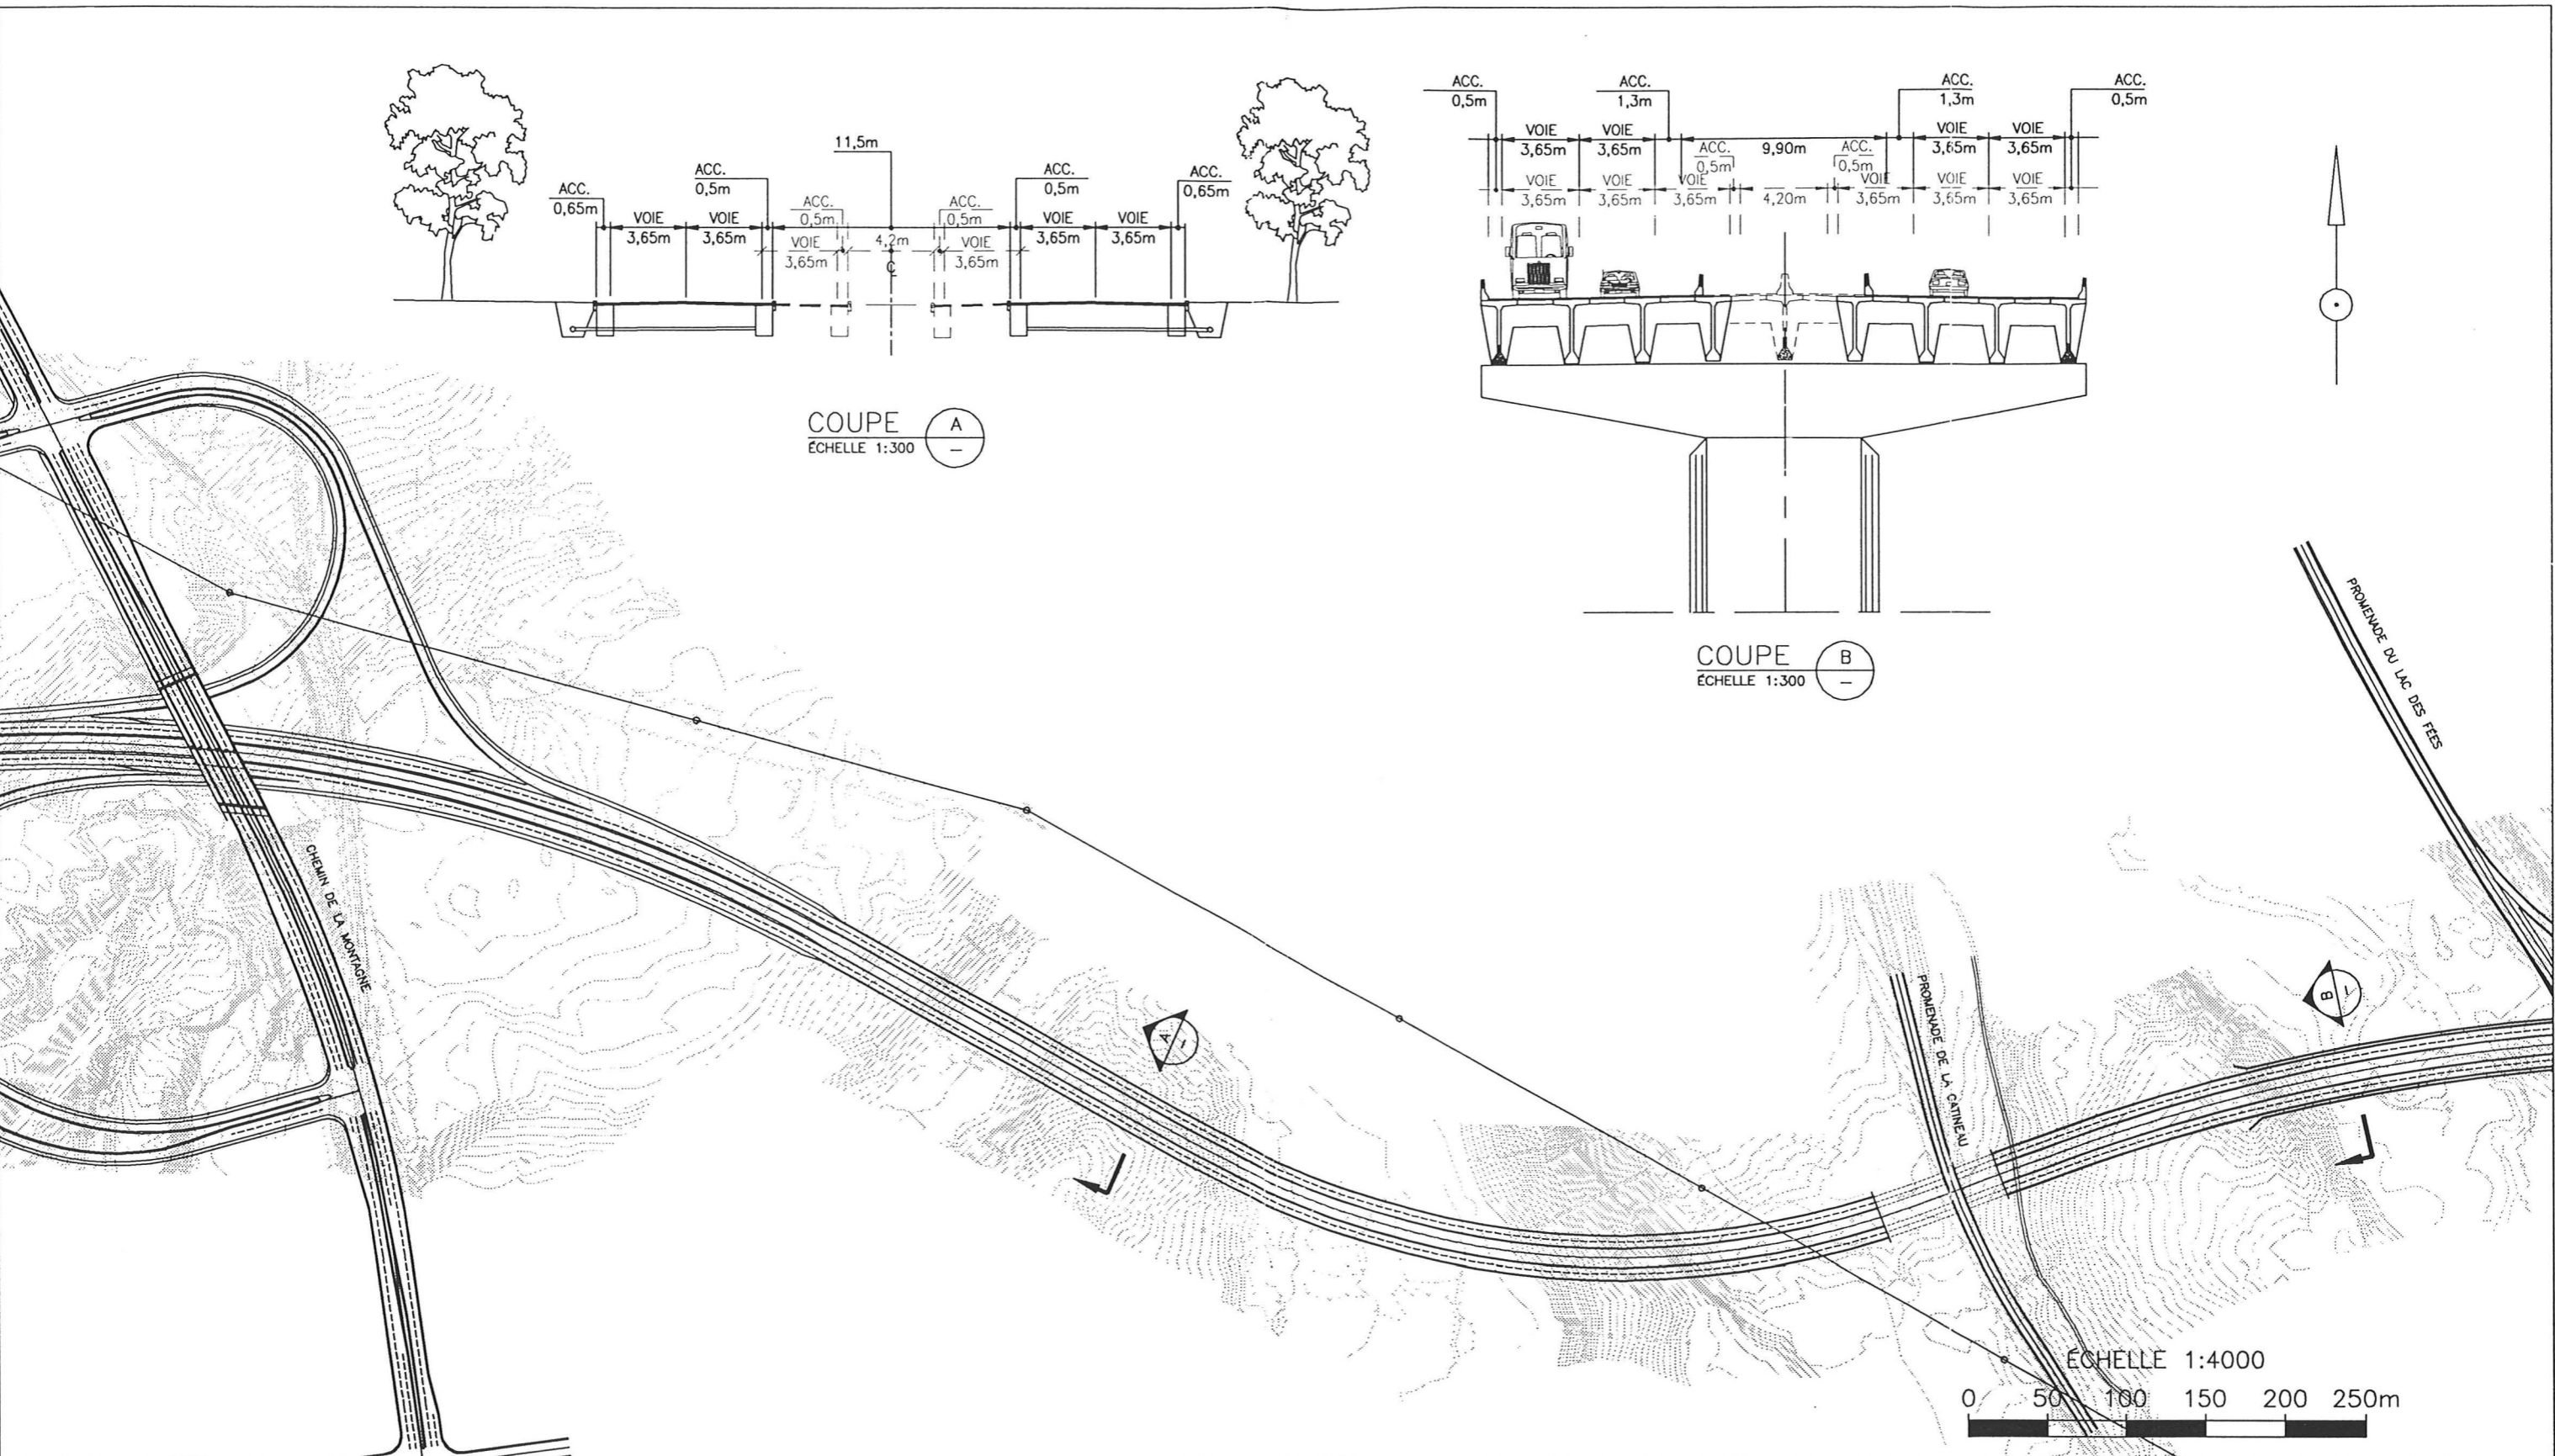 ACC.
0,65m
VOIE
3,65m
VOIE
3,65m
ACC.
0,5m
ACC.
0,5m
VOIE
3,65m
11,5m
4,2m
℄
ACC.
0,5m
VOIE
3,65m
ACC.
0,5m
VOIE
3,65m
VOIE
3,65m
ACC.
0,65m
COUPE
A
–
ÉCHELLE 1:300
ACC.
0,5m
ACC.
1,3m
ACC.
1,3m
ACC.
0,5m
VOIE
3,65m
VOIE
3,65m
9,90m
VOIE
3,65m
VOIE
3,65m
ACC.
0,5m
ACC.
0,5m
VOIE
3,65m
VOIE
3,65m
VOIE
3,65m
4,20m
VOIE
3,65m
VOIE
3,65m
VOIE
3,65m
COUPE
B
–
ÉCHELLE 1:300
PROMENADE DU LAC DES FÉES
CHEMIN DE LA MONTAGNE
A
–
PROMENADE DE LA GATINEAU
B
–
ÉCHELLE 1:4000
0 50 100 150 200 250m